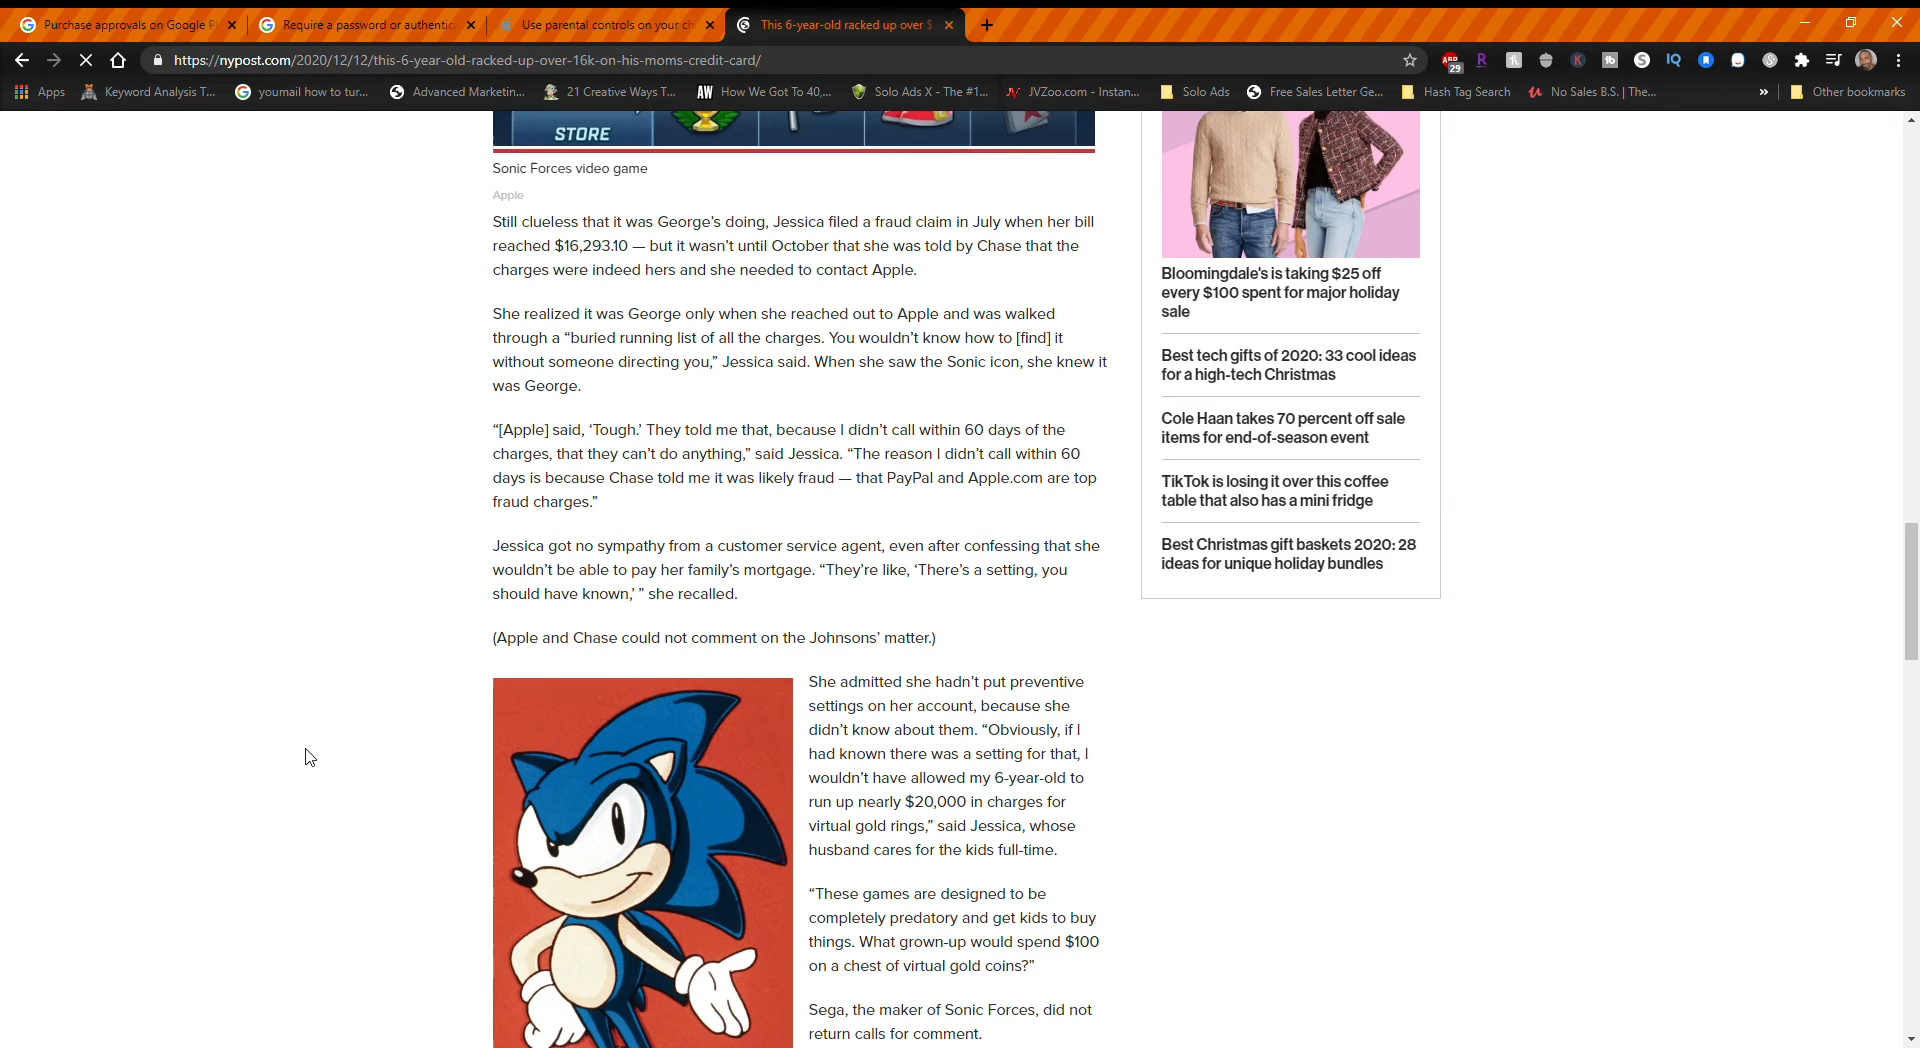 Purchase approvals on Google P
Require a password or authentic
Use parental controls on your ch
This 6-year-old racked up over $
https://nypost.com/2020/12/12/this-6-year-old-racked-up-over-16k-on-his-moms-credit-card/
ABP
29
R
K
tb
S
IQ
Apps
Keyword Analysis T...
youmail how to tur...
Advanced Marketin...
21 Creative Ways T...
AW How We Got To 40,...
Solo Ads X - The #1...
JVZoo.com - Instan...
Solo Ads
Free Sales Letter Ge...
Hash Tag Search
No Sales B.S. | The...
»
Other bookmarks
STORE
Sonic Forces video game
Apple
Still clueless that it was George’s doing, Jessica filed a fraud claim in July when her bill
reached $16,293.10 — but it wasn’t until October that she was told by Chase that the
charges were indeed hers and she needed to contact Apple.
She realized it was George only when she reached out to Apple and was walked
through a “buried running list of all the charges. You wouldn’t know how to [find] it
without someone directing you,” Jessica said. When she saw the Sonic icon, she knew it
was George.
“[Apple] said, ‘Tough.’ They told me that, because I didn’t call within 60 days of the
charges, that they can’t do anything,” said Jessica. “The reason I didn’t call within 60
days is because Chase told me it was likely fraud — that PayPal and Apple.com are top
fraud charges.”
Jessica got no sympathy from a customer service agent, even after confessing that she
wouldn’t be able to pay her family’s mortgage. “They’re like, ‘There’s a setting, you
should have known,’ ” she recalled.
(Apple and Chase could not comment on the Johnsons’ matter.)
She admitted she hadn’t put preventive
settings on her account, because she
didn’t know about them. “Obviously, if I
had known there was a setting for that, I
wouldn’t have allowed my 6-year-old to
run up nearly $20,000 in charges for
virtual gold rings,” said Jessica, whose
husband cares for the kids full-time.
“These games are designed to be
completely predatory and get kids to buy
things. What grown-up would spend $100
on a chest of virtual gold coins?”
Sega, the maker of Sonic Forces, did not
return calls for comment.
Bloomingdale's is taking $25 off
every $100 spent for major holiday
sale
Best tech gifts of 2020: 33 cool ideas
for a high-tech Christmas
Cole Haan takes 70 percent off sale
items for end-of-season event
TikTok is losing it over this coffee
table that also has a mini fridge
Best Christmas gift baskets 2020: 28
ideas for unique holiday bundles